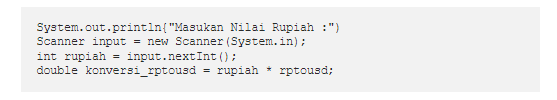 System.out.println{"Masukan Nilai Rupiah :")
Scanner input = new Scanner(System.in);
int rupiah = input.nextInt();
double konversi_rptousd = rupiah * rptousd;